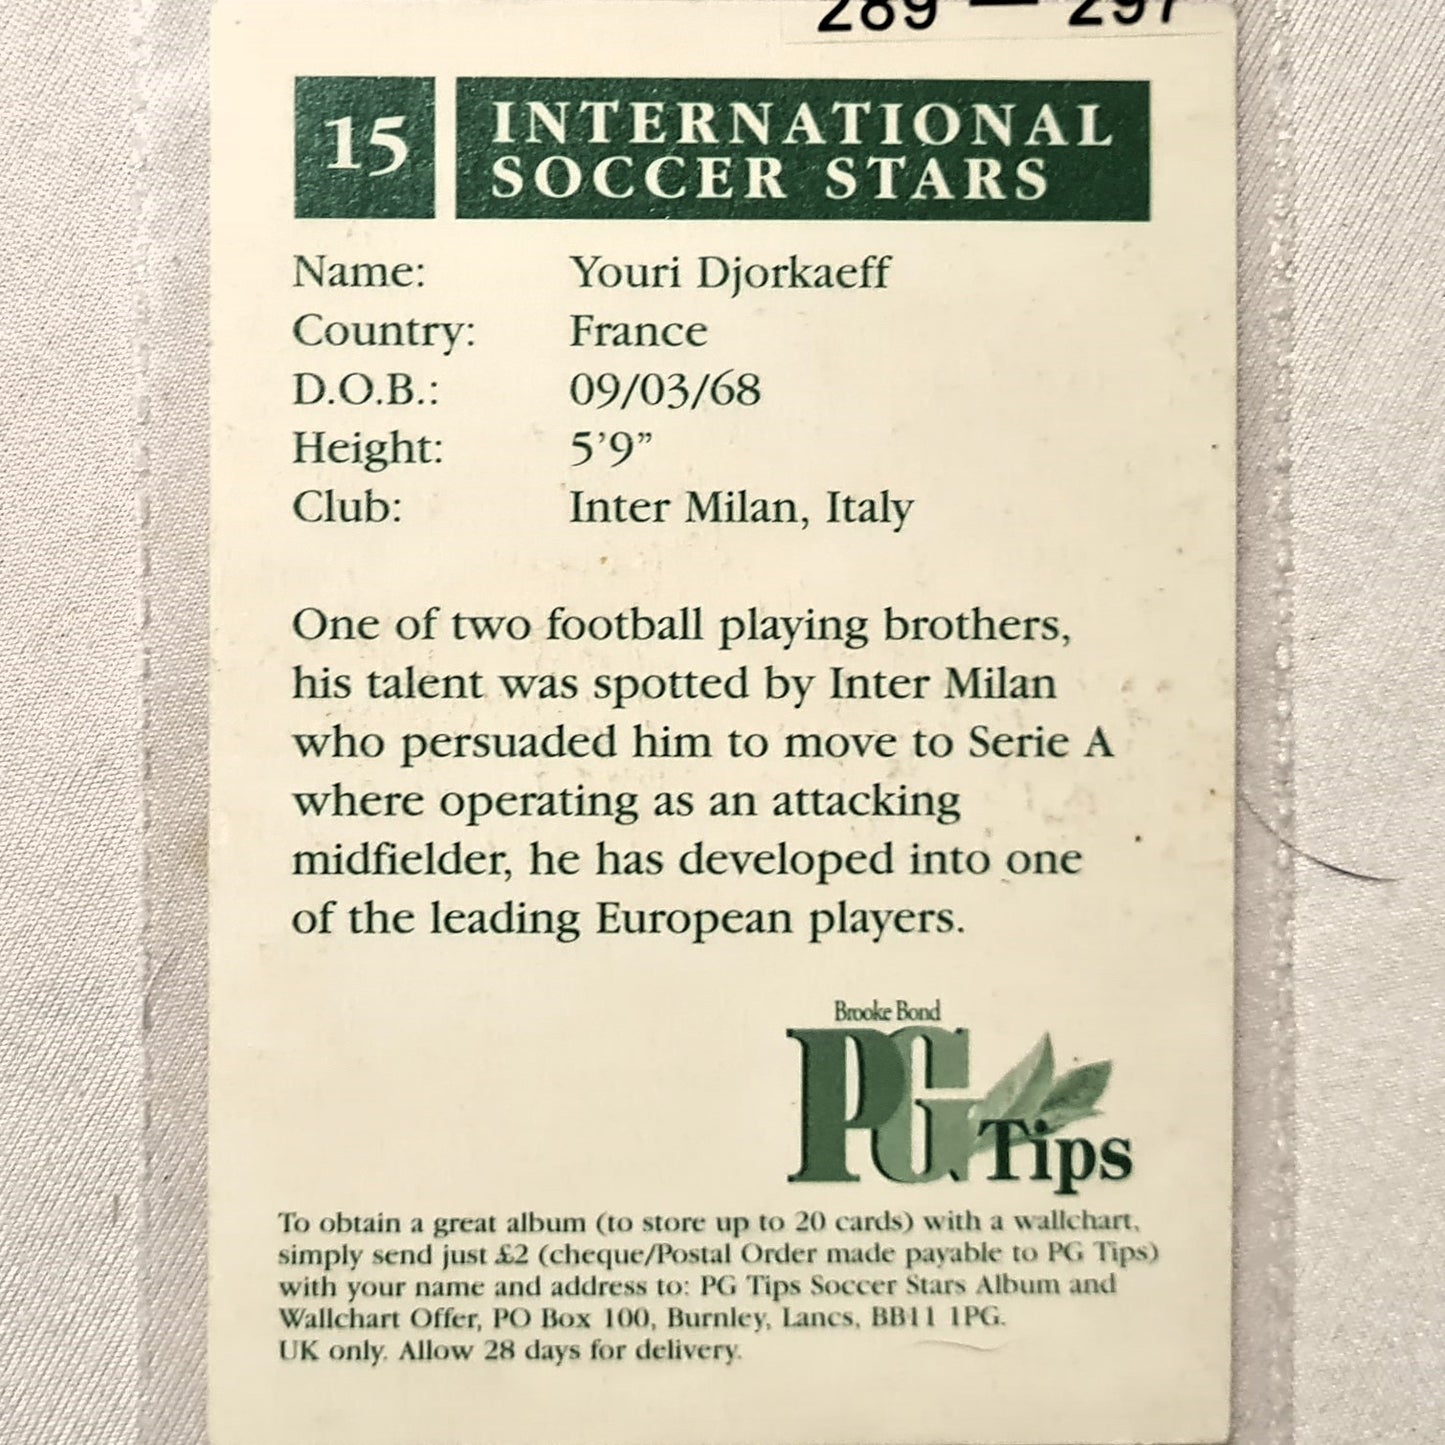 289 — 297
15
INTERNATIONAL
SOCCER STARS
Name: Youri Djorkaeff
Country: France
D.O.B.: 09/03/68
Height: 5'9”
Club: Inter Milan, Italy
One of two football playing brothers,
his talent was spotted by Inter Milan
who persuaded him to move to Serie A
where operating as an attacking
midfielder, he has developed into one
of the leading European players.
Brooke Bond
PG Tips
To obtain a great album (to store up to 20 cards) with a wallchart,
simply send just £2 (cheque/Postal Order made payable to PG Tips)
with your name and address to: PG Tips Soccer Stars Album and
Wallchart Offer, PO Box 100, Burnley, Lancs, BB11 1PG.
UK only. Allow 28 days for delivery.